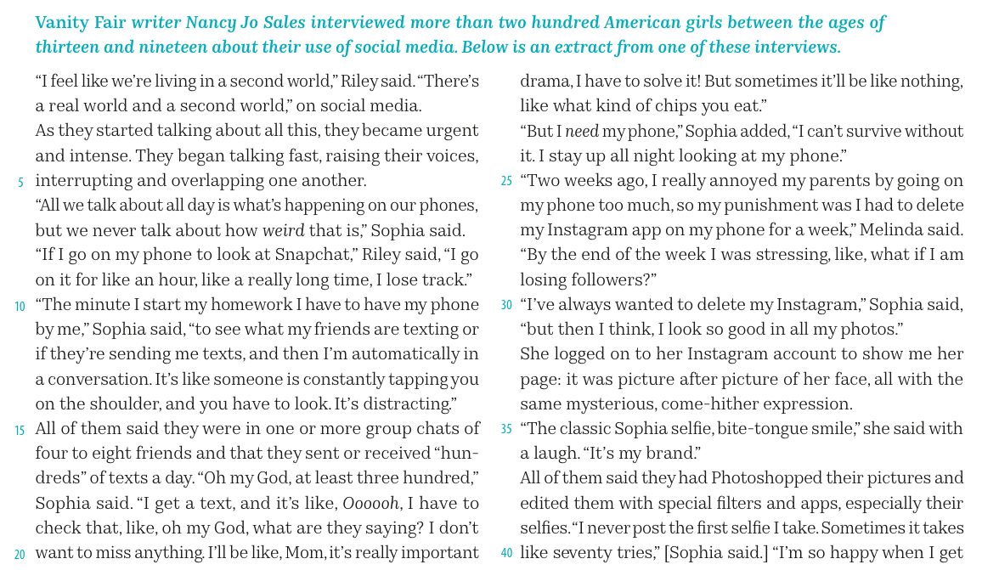 Vanity Fair writer Nancy Jo Sales interviewed more than two hundred American girls between the ages of
thirteen and nineteen about their use of social media. Below is an extract from one of these interviews.
“I feel like we’re living in a second world,” Riley said. “There’s
a real world and a second world,” on social media.
As they started talking about all this, they became urgent
and intense. They began talking fast, raising their voices,
5 interrupting and overlapping one another.
“All we talk about all day is what’s happening on our phones,
but we never talk about how weird that is,” Sophia said.
“If I go on my phone to look at Snapchat,” Riley said, “I go
on it for like an hour, like a really long time, I lose track.”
10 “The minute I start my homework I have to have my phone
by me,” Sophia said, “to see what my friends are texting or
if they’re sending me texts, and then I’m automatically in
a conversation. It’s like someone is constantly tapping you
on the shoulder, and you have to look. It’s distracting.”
15 All of them said they were in one or more group chats of
four to eight friends and that they sent or received “hun-
dreds” of texts a day. “Oh my God, at least three hundred,”
Sophia said. “I get a text, and it’s like, Oooooh, I have to
check that, like, oh my God, what are they saying? I don’t
20 want to miss anything. I’ll be like, Mom, it’s really important
drama, I have to solve it! But sometimes it’ll be like nothing,
like what kind of chips you eat.”
“But I need my phone,” Sophia added, “I can’t survive without
it. I stay up all night looking at my phone.”
25 “Two weeks ago, I really annoyed my parents by going on
my phone too much, so my punishment was I had to delete
my Instagram app on my phone for a week,” Melinda said.
“By the end of the week I was stressing, like, what if I am
losing followers?”
30 “I’ve always wanted to delete my Instagram,” Sophia said,
“but then I think, I look so good in all my photos.”
She logged on to her Instagram account to show me her
page: it was picture after picture of her face, all with the
same mysterious, come-hither expression.
35 “The classic Sophia selfie, bite-tongue smile,” she said with
a laugh. “It’s my brand.”
All of them said they had Photoshopped their pictures and
edited them with special filters and apps, especially their
selfies. “I never post the first selfie I take. Sometimes it takes
40 like seventy tries,” [Sophia said.] “I’m so happy when I get